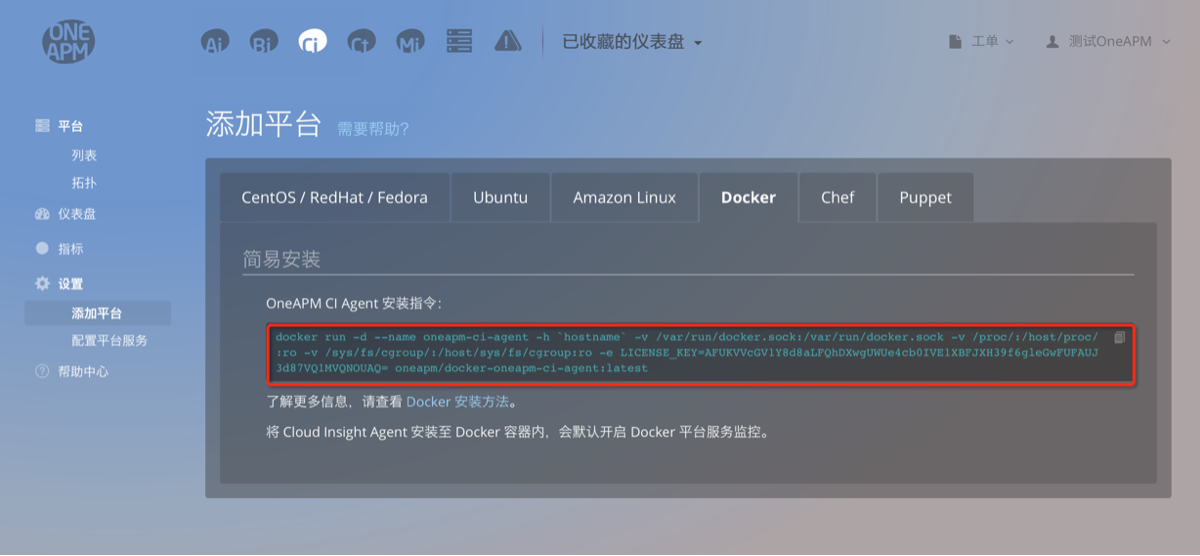 ONE
APM
Ai Bi Ci Ct Mi 已收藏的仪表盘 工单 测试OneAPM
平台
列表
拓扑
仪表盘
指标
设置
添加平台
配置平台服务
帮助中心
添加平台 需要帮助?
CentOS / RedHat / Fedora Ubuntu Amazon Linux Docker Chef Puppet
简易安装
OneAPM CI Agent 安装指令:
docker run -d --name oneapm-ci-agent -h `hostname` -v /var/run/docker.sock:/var/run/docker.sock -v /proc/:/host/proc/
:ro -v /sys/fs/cgroup/:/host/sys/fs/cgroup:ro -e LICENSE_KEY=AFUKVVcGVlY8d8aLFQhDXwgUWUe4cb0IVE1XBFJXH39f6gleGwFUFAUJ
3d87VQ1MVQNOUAQ= oneapm/docker-oneapm-ci-agent:latest
了解更多信息，请查看 Docker 安装方法。
将 Cloud Insight Agent 安装至 Docker 容器内，会默认开启 Docker 平台服务监控。